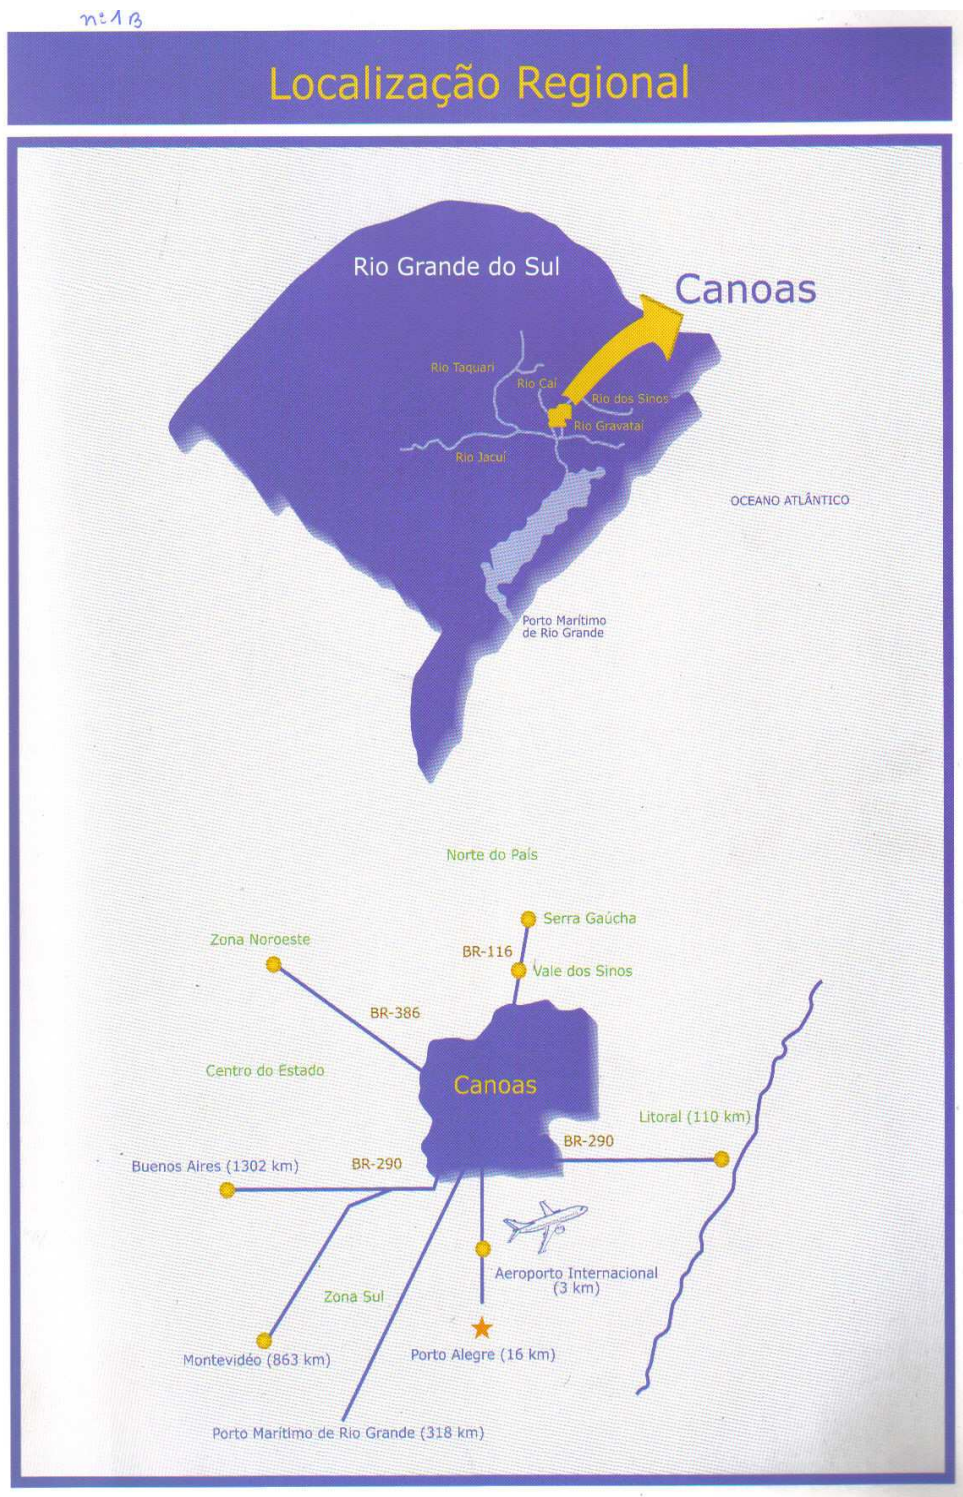 nº 1 B
Localização Regional
Rio Grande do Sul
Canoas
Rio Taquari
Rio Caí
Rio dos Sinos
Rio Gravataí
Rio Jacuí
OCEANO ATLÂNTICO
Porto Marítimo
de Rio Grande
Norte do País
Serra Gaúcha
Zona Noroeste
BR-116
Vale dos Sinos
BR-386
Centro do Estado
Canoas
Litoral (110 km)
BR-290
Buenos Aires (1302 km)
BR-290
Aeroporto Internacional
(3 km)
Zona Sul
Porto Alegre (16 km)
Montevidéo (863 km)
Porto Marítimo de Rio Grande (318 km)